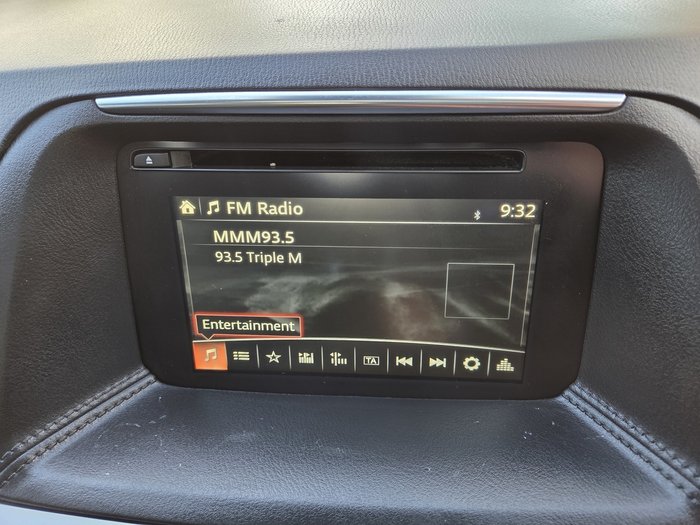 FM Radio
9:32
MMM93.5
93.5 Triple M
Entertainment
TA